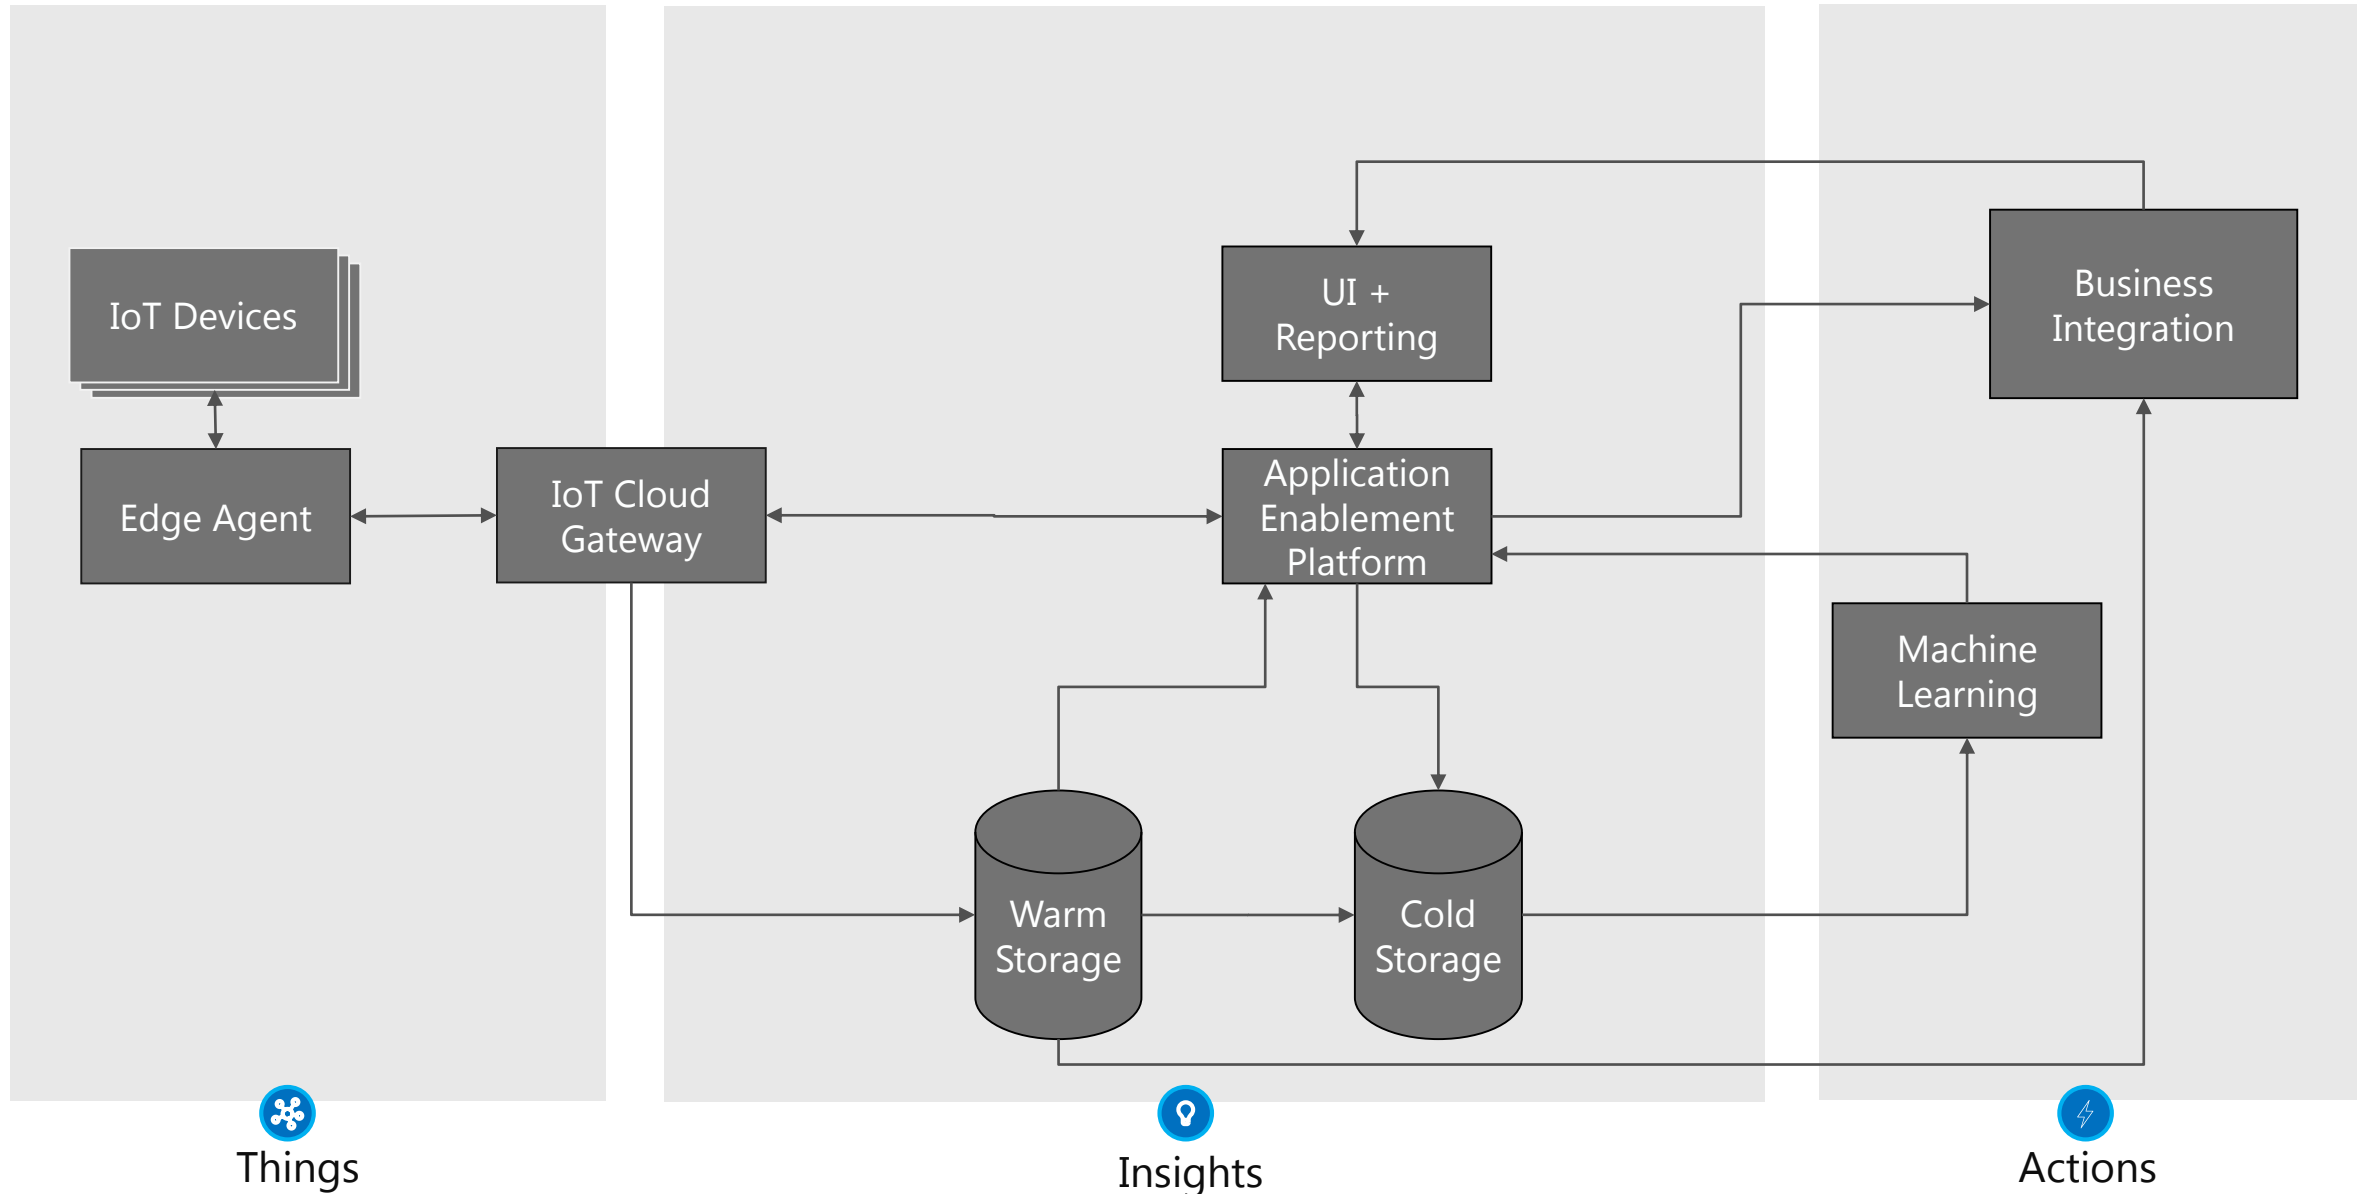 IoT Devices
Edge Agent
IoT Cloud
Gateway
UI +
Reporting
Application
Enablement
Platform
Warm
Storage
Cold
Storage
Business
Integration
Machine
Learning
Things
Insights
Actions